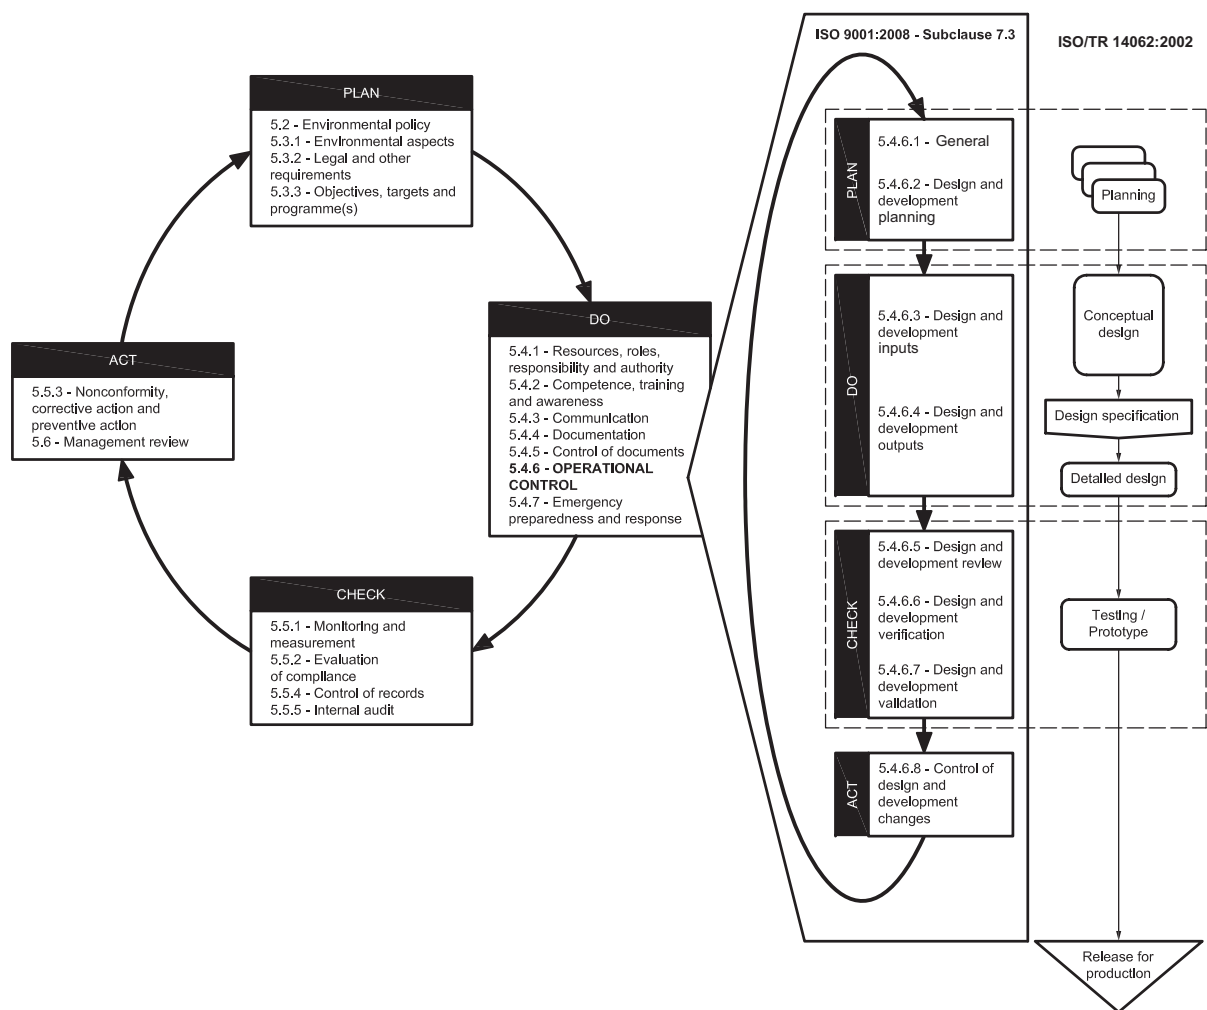 ISO 9001:2008 - Subclause 7.3
ISO/TR 14062:2002
PLAN
5.2 - Environmental policy
5.3.1 - Environmental aspects
5.3.2 - Legal and other
requirements
5.3.3 - Objectives, targets and
programme(s)
DO
5.4.1 - Resources, roles,
responsibility and authority
5.4.2 - Competence, training
and awareness
5.4.3 - Communication
5.4.4 - Documentation
5.4.5 - Control of documents
5.4.6 - OPERATIONAL
CONTROL
5.4.7 - Emergency
preparedness and response
CHECK
5.5.1 - Monitoring and
measurement
5.5.2 - Evaluation
of compliance
5.5.4 - Control of records
5.5.5 - Internal audit
ACT
5.5.3 - Nonconformity,
corrective action and
preventive action
5.6 - Management review
PLAN
5.4.6.1 - General
5.4.6.2 - Design and
development
planning
DO
5.4.6.3 - Design and
development
inputs
5.4.6.4 - Design and
development
outputs
CHECK
5.4.6.5 - Design and
development review
5.4.6.6 - Design and
development
verification
5.4.6.7 - Design and
development
validation
ACT
5.4.6.8 - Control of
design and
development
changes
Planning
Conceptual
design
Design specification
Detailed design
Testing /
Prototype
Release for
production